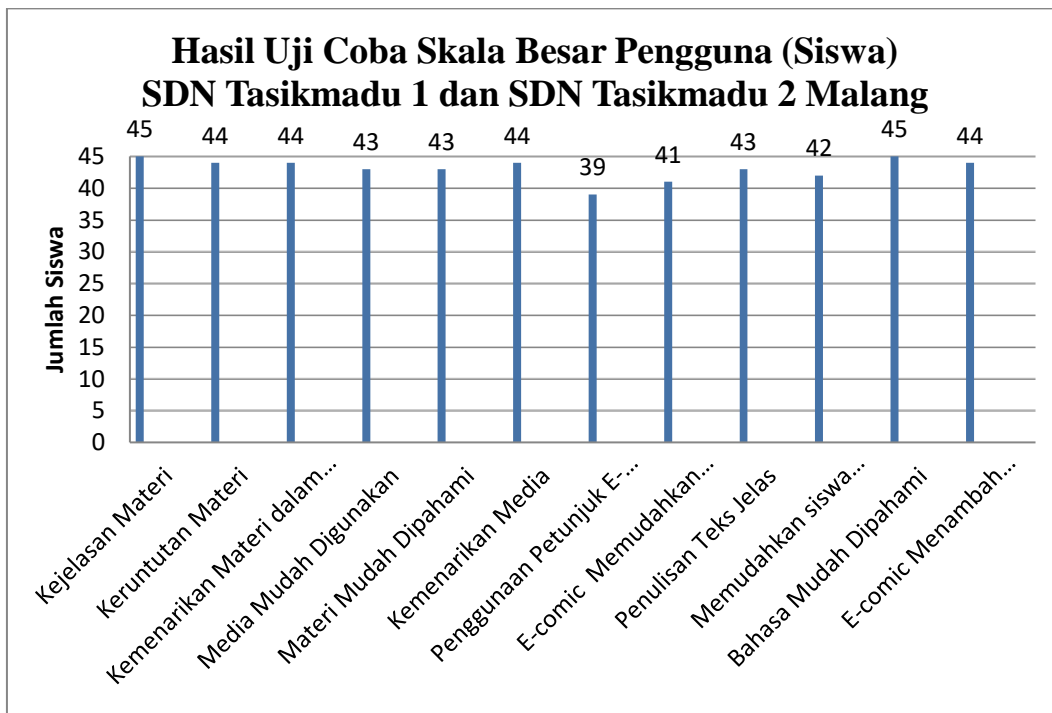 Hasil Uji Coba Skala Besar Pengguna (Siswa)
SDN Tasikmadu 1 dan SDN Tasikmadu 2 Malang
45
44
44
43
43
44
39
41
43
42
45
44
Jumlah Siswa
45
40
35
30
25
20
15
10
5
0
Kejelasan Materi
Keruntutan Materi
Kemenarikan Materi dalam...
Media Mudah Digunakan
Materi Mudah Dipahami
Kemenarikan Media
Penggunaan Petunjuk E-...
E-comic Memudahkan...
Penulisan Teks Jelas
Memudahkan siswa...
Bahasa Mudah Dipahami
E-comic Menambah...